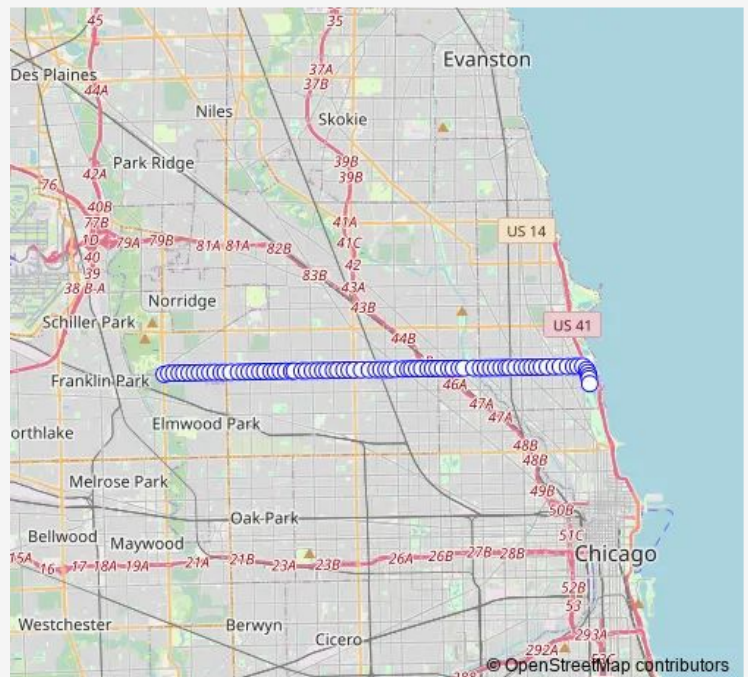 45
35
Evanston
37A
37B
Des Plaines
44A
Niles
Skokie
39B
39B
Park Ridge
42A
76
40B
77B
1D
79A
79B
81A
81A
82B
41A
41C
US 14
40
39
38 B-A
42
83B
43A
43B
Norridge
Schiller Park
US 41
44B
Franklin Park
46A
47A
47A
Elmwood Park
orthlake
48B
48B
Melrose Park
49B
50B
Oak Park
51C
Bellwood
Maywood
Chicago
15A
16
17
18A
19A
21A
21B
23A
23B
26A
26B
27B
28B
52B
53
Westchester
Berwyn
Cicero
293A
292A
© OpenStreetMap contributors